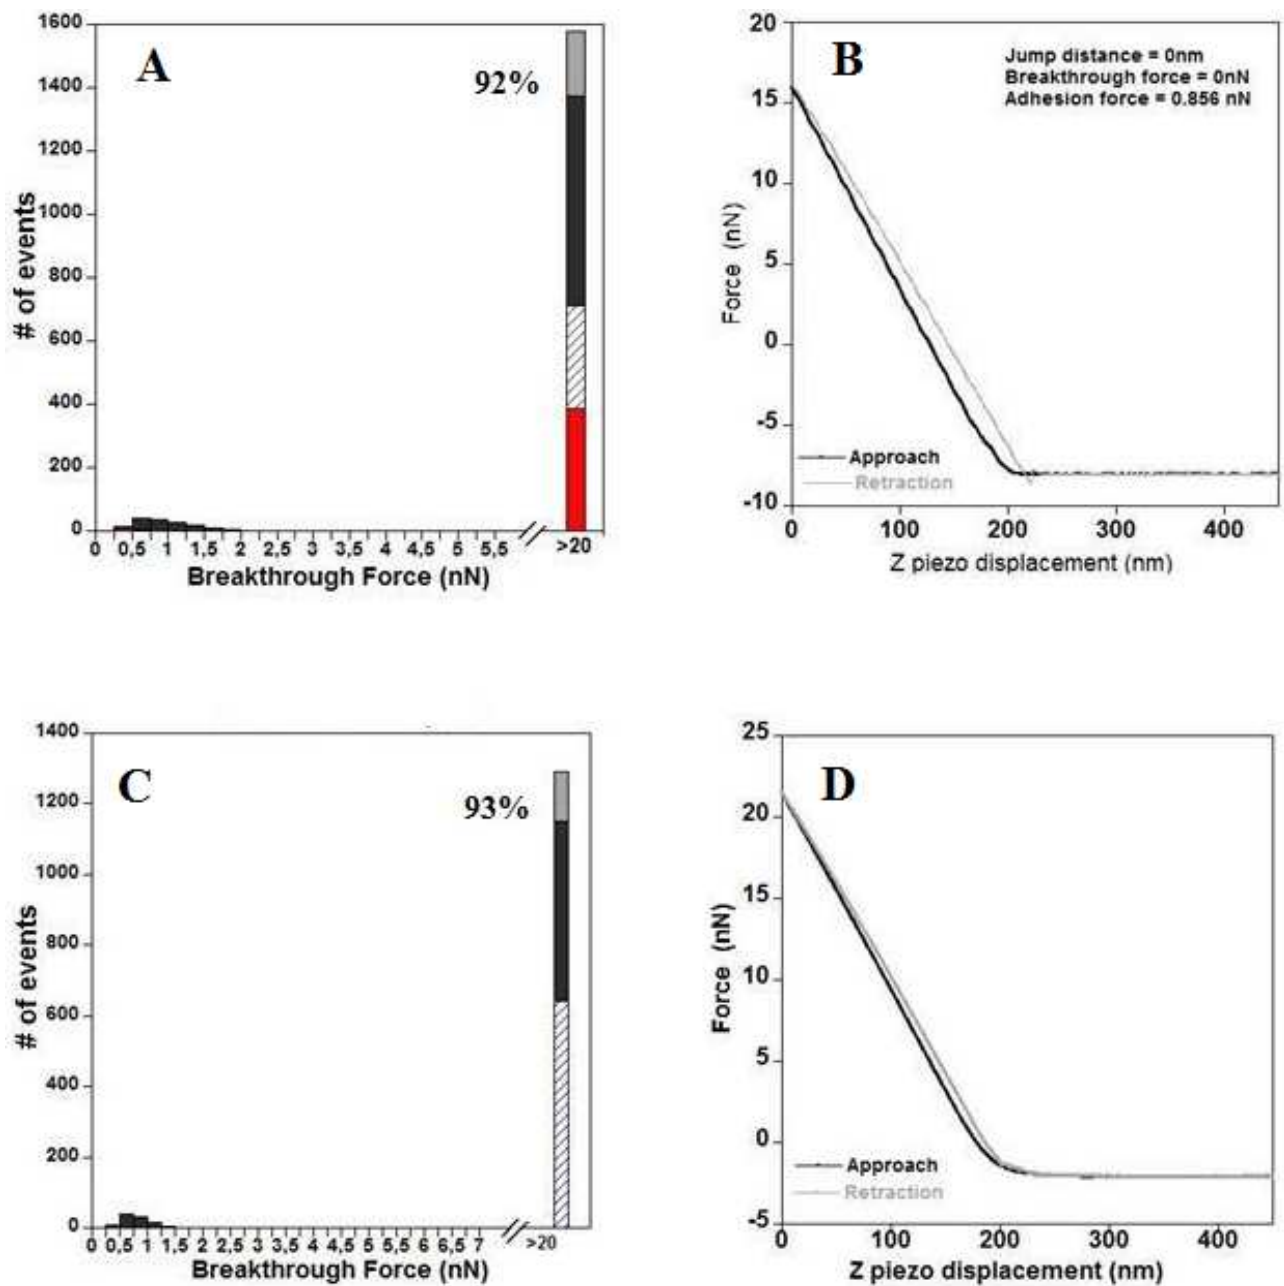 1600
1400
1200
1000
800
600
400
200
0
# of events
A
92%
0 0,5 1 1,5 2 2,5 3 3,5 4 4,5 5 5,5 >20
Breakthrough Force (nN)
20
15
10
5
0
-5
-10
Force (nN)
B
Jump distance = 0nm
Breakthrough force = 0nN
Adhesion force = 0.856 nN
Approach
Retraction
0 100 200 300 400
Z piezo displacement (nm)
1400
1200
1000
800
600
400
200
0
# of events
C
93%
0 0,5 1 1,5 2 2,5 3 3,5 4 4,5 5 5,5 6 6,5 7 >20
Breakthrough Force (nN)
25
20
15
10
5
0
-5
Force (nN)
D
Approach
Retraction
0 100 200 300 400
Z piezo displacement (nm)